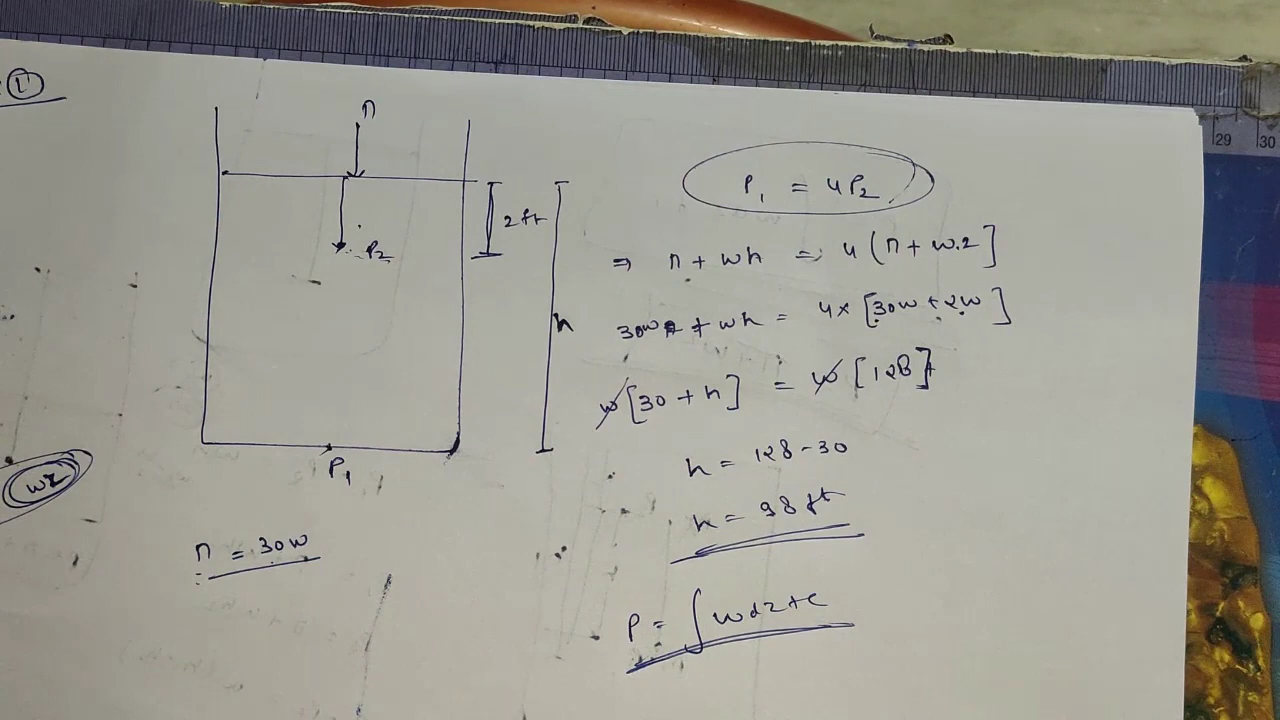 1
Π
2 ft
P2
h
P1
wz
Π = 30w
P1 = 4P2
⇒ Π + wh = 4(Π + w.2]
30w + wh = 4x [30w + 2w]
w[30 + h] = w [128]
h = 128-30
h = 98 ft
P = ∫ wdz+c
29 30